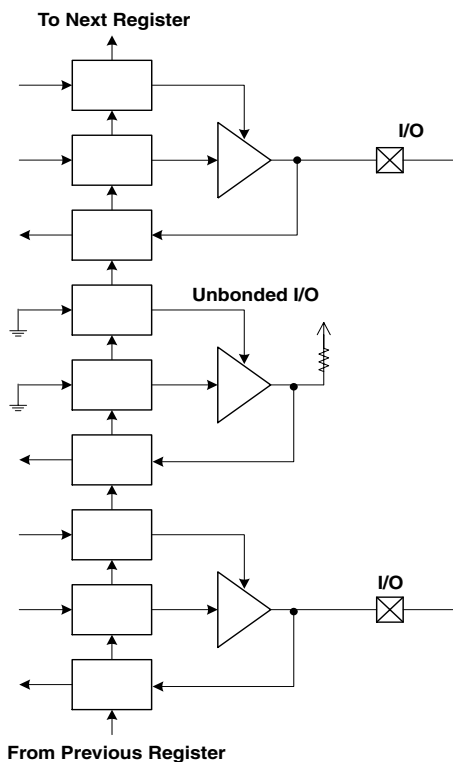 To Next Register
I/O
Unbonded I/O
I/O
From Previous Register